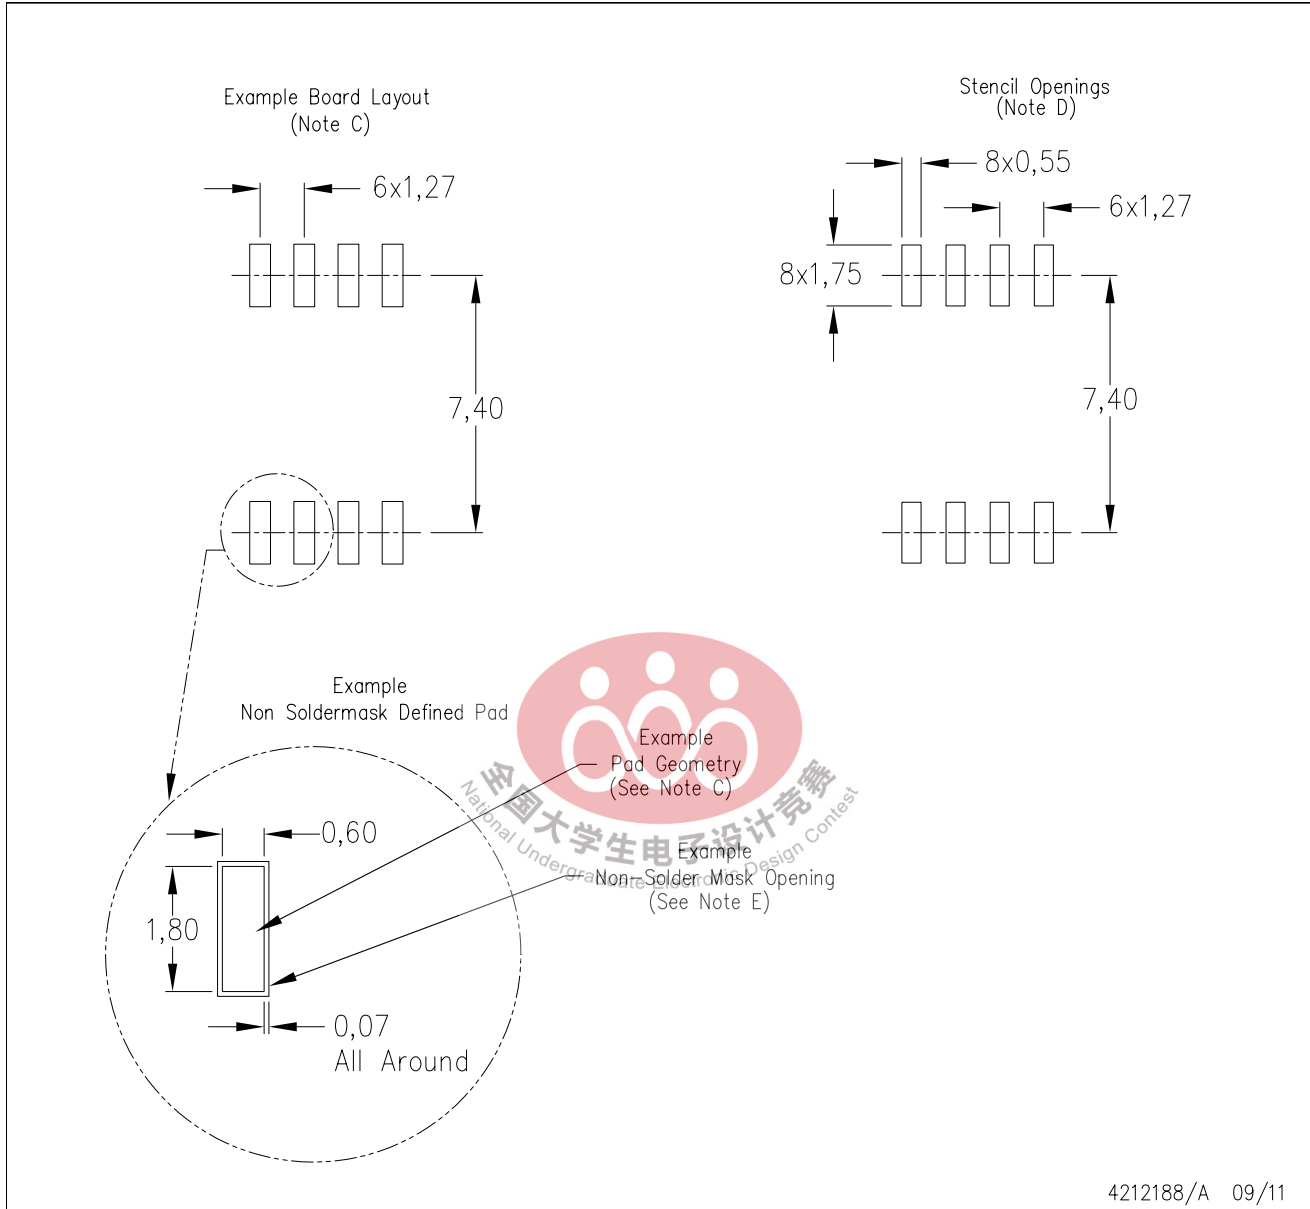 Example Board Layout
(Note C)
6x1,27
7,40
Stencil Openings
(Note D)
8x0,55
6x1,27
8x1,75
7,40
Example
Non Soldermask Defined Pad
Example
Pad Geometry
(See Note C)
Example
Non-Solder Mask Opening
(See Note E)
0,60
1,80
0,07
All Around
全国大学生电子设计竞赛
National Undergraduate Electronic Design Contest
4212188/A 09/11